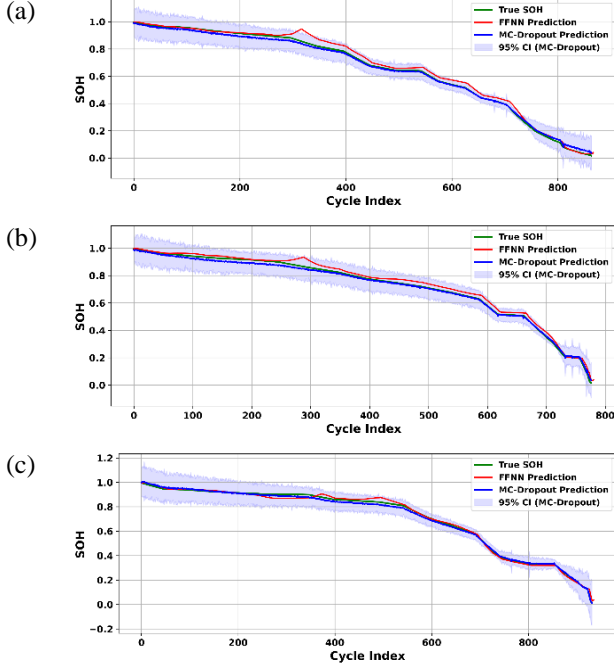 (a)
True SOH
FFNN Prediction
MC-Dropout Prediction
95% CI (MC-Dropout)
SOH
1.0
0.8
0.6
0.4
0.2
0.0
0 200 400 600 800
Cycle Index
(b)
True SOH
FFNN Prediction
MC-Dropout Prediction
95% CI (MC-Dropout)
SOH
1.0
0.8
0.6
0.4
0.2
0.0
0 100 200 300 400 500 600 700 800
Cycle Index
(c)
True SOH
FFNN Prediction
MC-Dropout Prediction
95% CI (MC-Dropout)
SOH
1.2
1.0
0.8
0.6
0.4
0.2
0.0
−0.2
0 200 400 600 800
Cycle Index